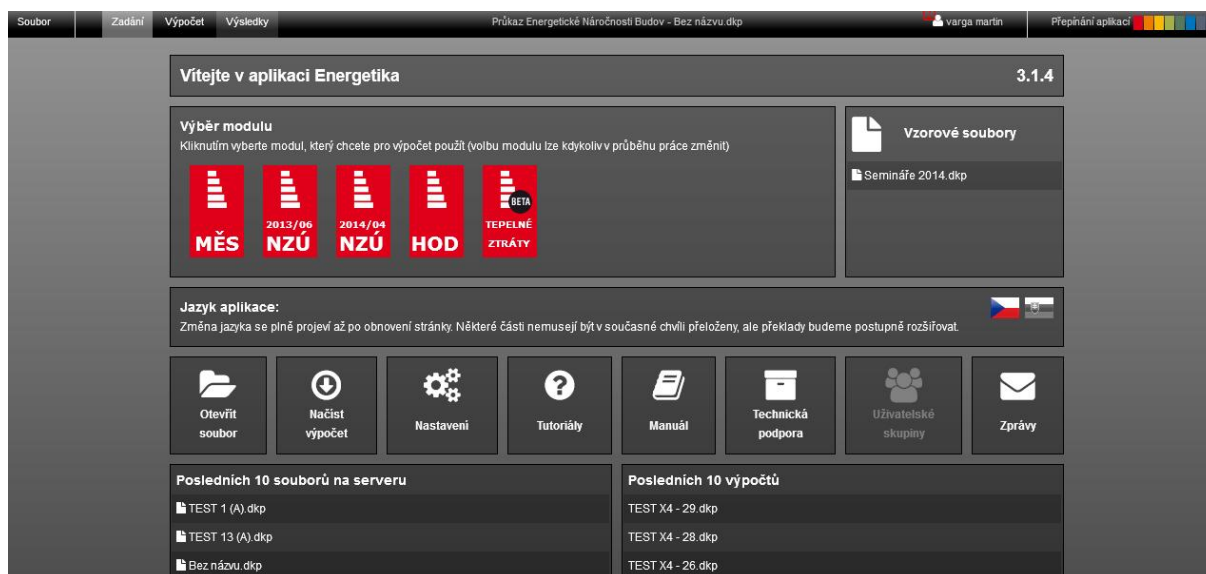 Soubor Zadání Výpočet Výsledky Průkaz Energetické Náročnosti Budov - Bez názvu.dkp varga martin Přepínání aplikací
Vítejte v aplikaci Energetika 3.1.4
Výběr modulu
Kliknutím vyberte modul, který chcete pro výpočet použít (volbu modulu lze kdykoliv v průběhu práce změnit)
MĚS
2013/06
NZÚ
2014/04
NZÚ
HOD
BETA
TEPELNÉ
ZTRÁTY
Vzorové soubory
Semináře 2014.dkp
Jazyk aplikace:
Změna jazyka se plně projeví až po obnovení stránky. Některé části nemusejí být v současné chvíli přeloženy, ale překlady budeme postupně rozšiřovat.
Otevřít
soubor
Načíst
výpočet
Nastavení
Tutoriály
Manuál
Technická
podpora
Uživatelské
skupiny
Zprávy
Posledních 10 souborů na serveru
TEST 1 (A).dkp
TEST 13 (A).dkp
Bez názvu.dkp
Posledních 10 výpočtů
TEST X4 - 29.dkp
TEST X4 - 28.dkp
TEST X4 - 26.dkp